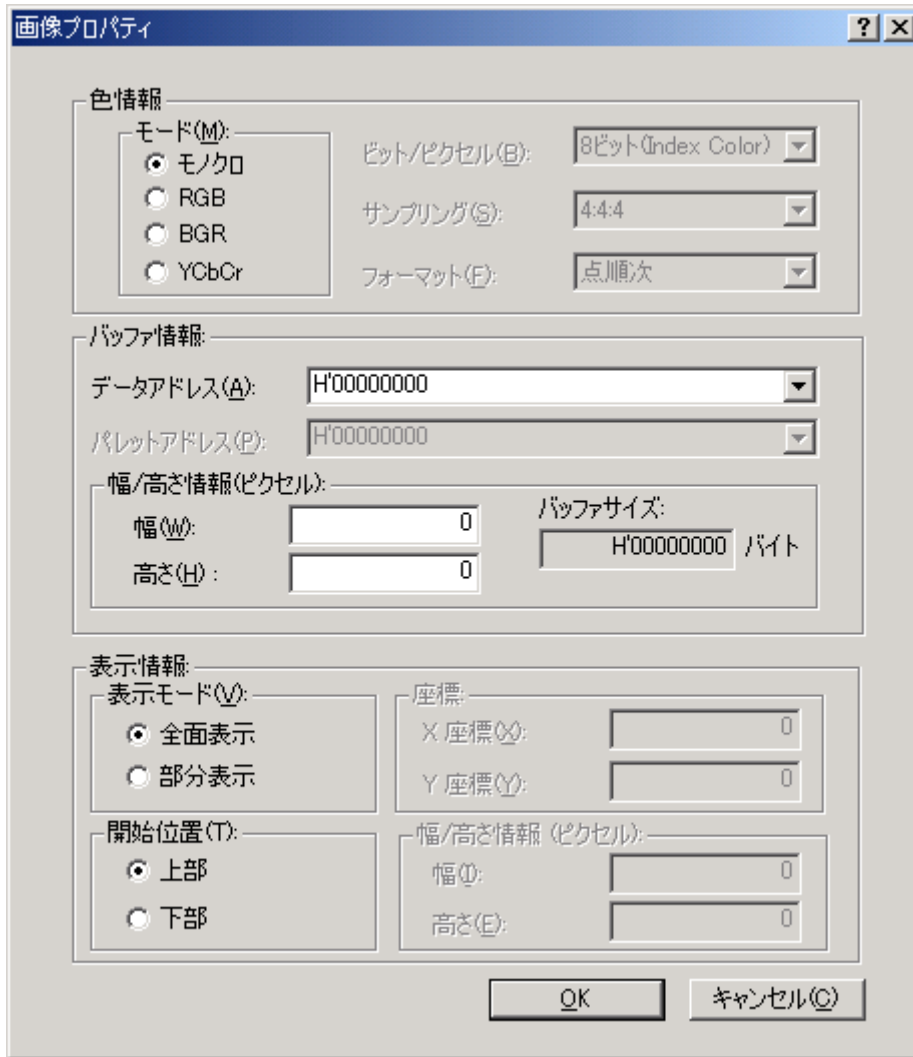 画像プロパティ
色情報
モード(M):
モノクロ
RGB
BGR
YCbCr
ビット/ピクセル(B):
8ビット(Index Color)
サンプリング(S):
4:4:4
フォーマット(F):
点順次
バッファ情報:
データアドレス(A):
H'00000000
パレットアドレス(P):
H'00000000
幅/高さ情報(ピクセル):
幅(W):
0
高さ(H) :
0
バッファサイズ:
H'00000000 バイト
表示情報:
表示モード(V):
全面表示
部分表示
座標:
X 座標(X):
0
Y 座標(Y):
0
開始位置(T):
上部
下部
幅/高さ情報 (ピクセル):
幅(I):
0
高さ(E):
0
OK
キャンセル(C)